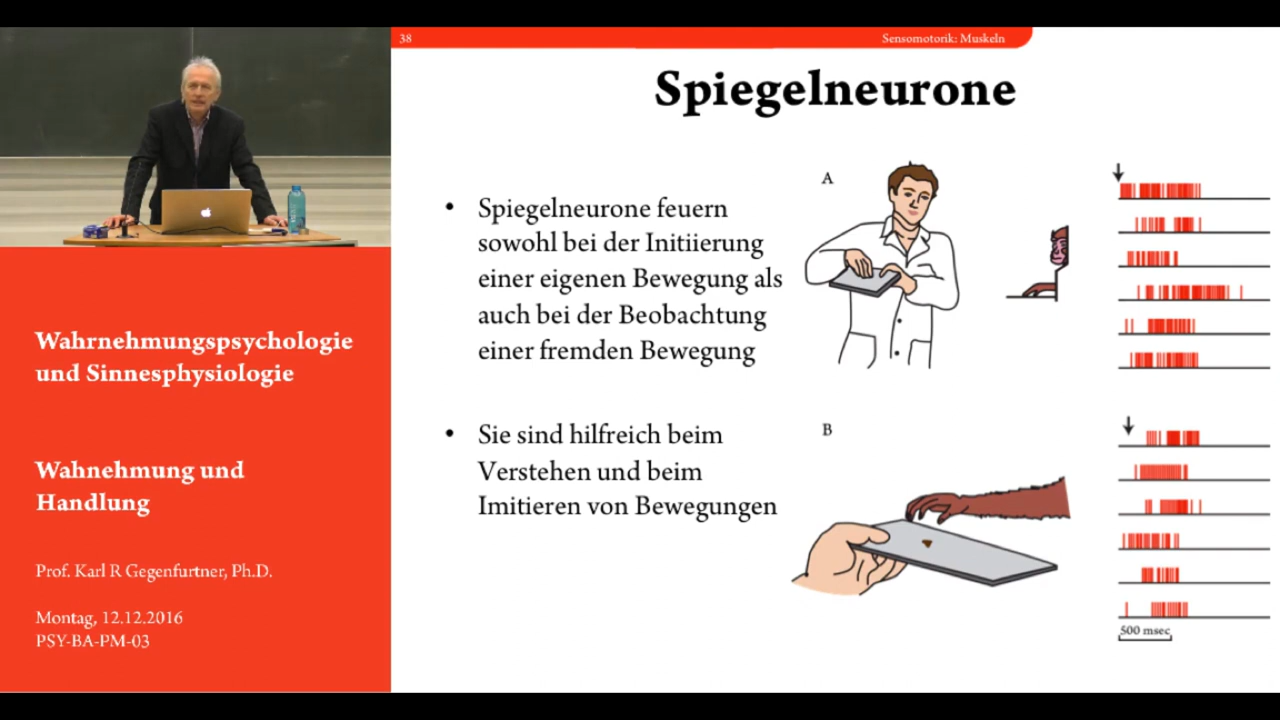 38
Sensomotorik: Muskeln
Spiegelneurone
• Spiegelneurone feuern
sowohl bei der Initiierung
einer eigenen Bewegung als
auch bei der Beobachtung
einer fremden Bewegung
• Sie sind hilfreich beim
Verstehen und beim
Imitieren von Bewegungen
A
B
500 msec
Wahrnehmungspsychologie
und Sinnesphysiologie
Wahnehmung und
Handlung
Prof. Karl R Gegenfurtner, Ph.D.
Montag, 12.12.2016
PSY-BA-PM-03